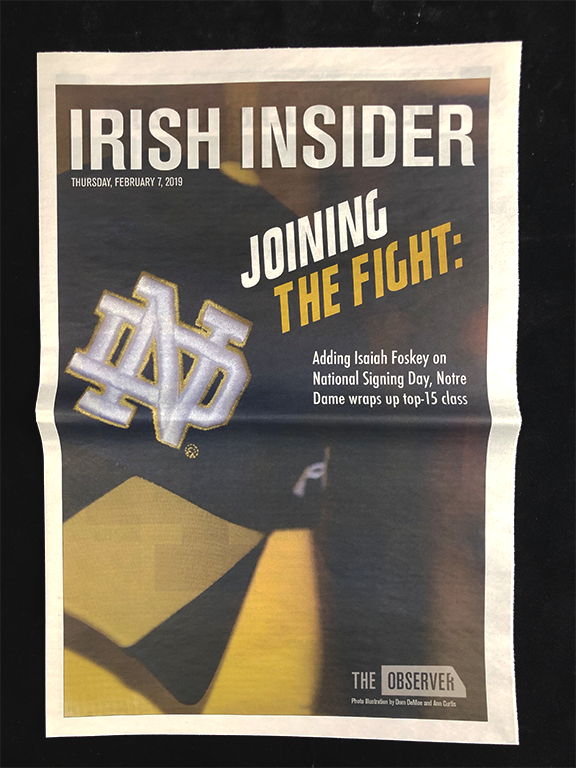 IRISH INSIDER
THURSDAY, FEBRUARY 7, 2019
JOINING
THE FIGHT:
Adding Isaiah Foskey on
National Signing Day, Notre
Dame wraps up top-15 class
ND
®
THE OBSERVER
Photo Illustration by Dom DeMoe and Ann Curtis